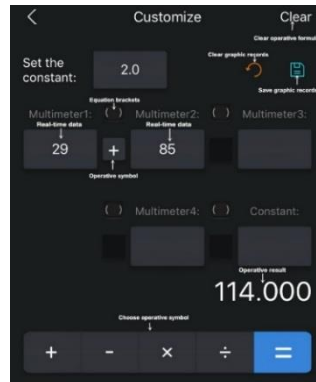 Customize
Clear
Clear operative formul
Set the constant:
2.0
Clear graphic records
Save graphic records
Equation brackets
Multimeter1:
( )
Multimeter2:
( )
Multimeter3:
Real-time data
Real-time data
29
+
85
Operative symbol
( )
Multimeter4:
( )
Constant:
Operative result
114.000
Choose operative symbol
+
-
×
÷
=